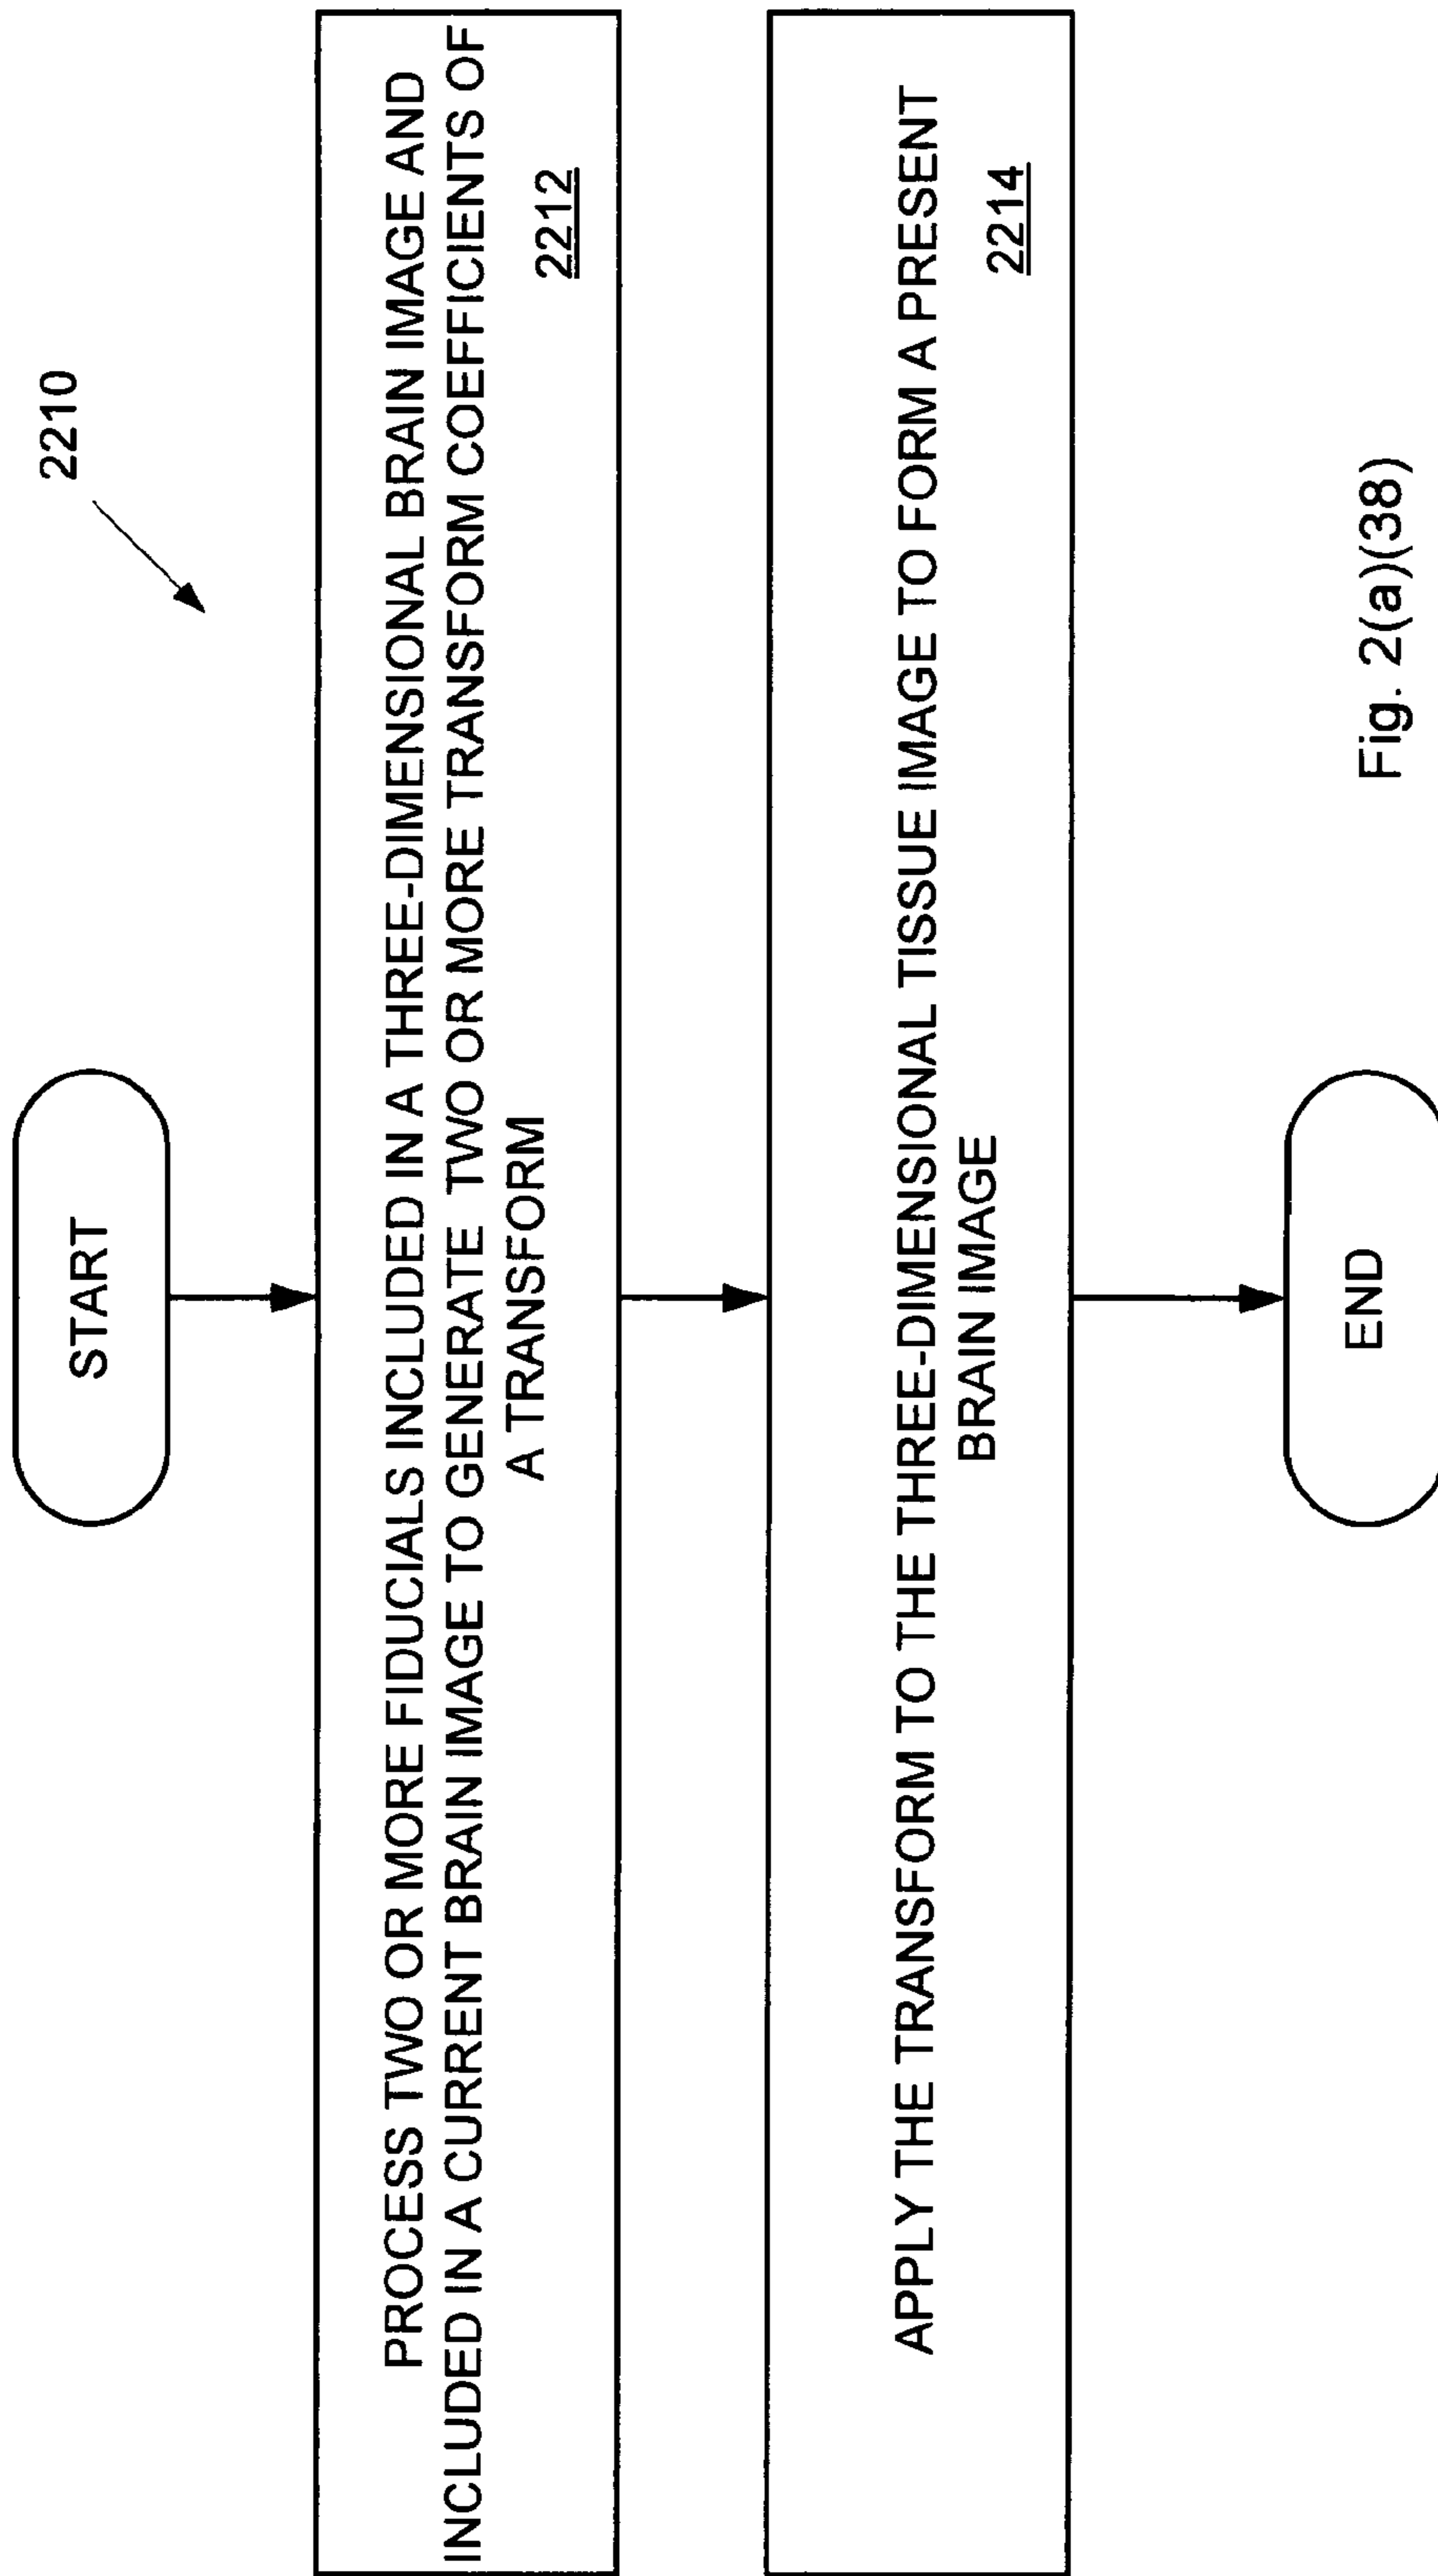 2210
START
PROCESS TWO OR MORE FIDUCIALS INCLUDED IN A THREE-DIMENSIONAL BRAIN IMAGE AND
INCLUDED IN A CURRENT BRAIN IMAGE TO GENERATE TWO OR MORE TRANSFORM COEFFICIENTS OF
A TRANSFORM
2212
APPLY THE TRANSFORM TO THE THREE-DIMENSIONAL TISSUE IMAGE TO FORM A PRESENT
BRAIN IMAGE
2214
END
Fig. 2(a)(38)